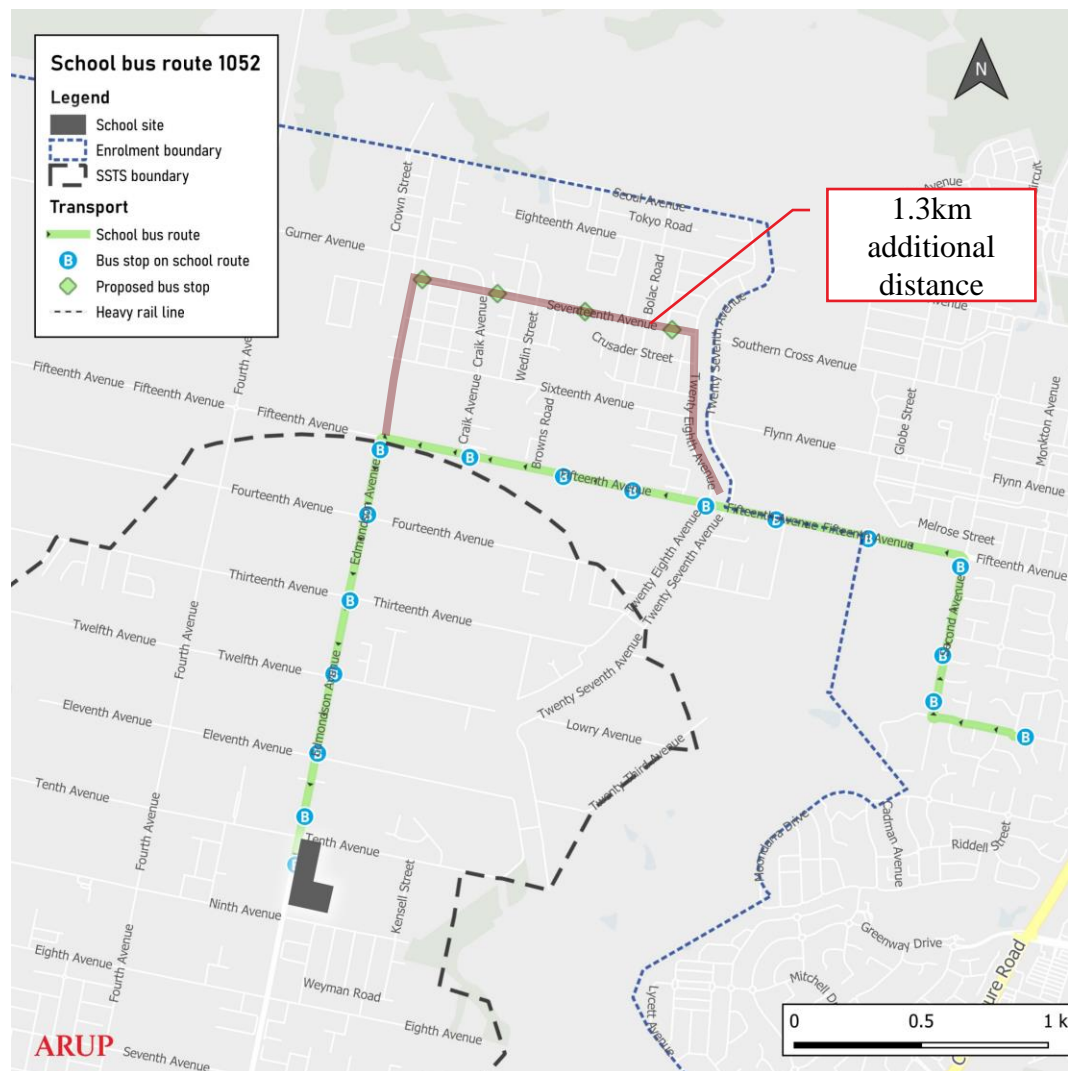 School bus route 1052
Legend
School site
Enrolment boundary
SSTS boundary
Transport
School bus route
B
Bus stop on school route
Proposed bus stop
Heavy rail line
N
1.3km
additional
distance
Seoul Avenue
Tokyo Road
Eighteenth Avenue
Crown Street
Gurner Avenue
Bolac Road
Seventeenth Avenue
Crusader Street
Craik Avenue
Wedin Street
Twenty Seventh Avenue
Southern Cross Avenue
Sixteenth Avenue
Twenty Eighth Avenue
Globe Street
Monkton Avenue
Fifteenth Avenue
Fifteenth Avenue
Fifteenth Avenue
Craik Avenue
Browns Road
Flynn Avenue
Flynn Avenue
Fifteenth Avenue
Fifteenth Avenue
Fifteenth Avenue
Melrose Street
Fifteenth Avenue
Fourteenth Avenue
Fourteenth Avenue
Edmondson Avenue
Twenty Eighth Avenue
Twenty Seventh Avenue
Second Avenue
Thirteenth Avenue
Thirteenth Avenue
Twelfth Avenue
Twelfth Avenue
Fourth Avenue
Edmondson Avenue
Twenty Seventh Avenue
Eleventh Avenue
Eleventh Avenue
Lowry Avenue
Twenty Third Avenue
Tenth Avenue
Tenth Avenue
Fourth Avenue
Moondarra Drive
Cadman Avenue
Riddell Street
Ninth Avenue
Kensell Street
Greenway Drive
Eighth Avenue
Fourth Avenue
Weyman Road
Mitchell D
Lycett Avenue
ure Road
Eighth Avenue
Seventh Avenue
ARUP
0 0.5 1 k